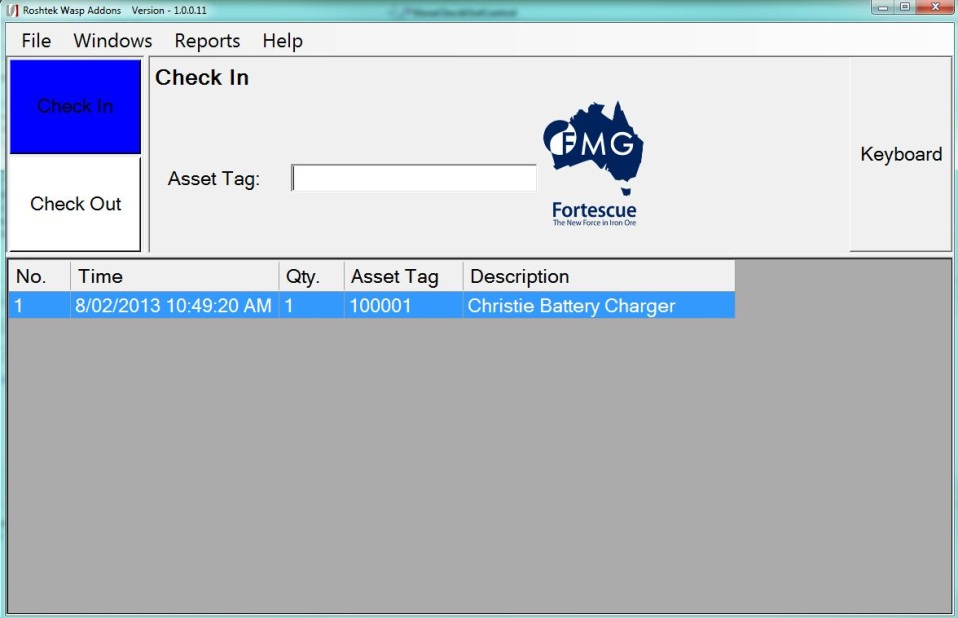 Roshtek Wasp Addons Version - 1.0.0.11
File Windows Reports Help
Check In
Check Out
Check In
Asset Tag:
FMG
Fortescue
The New Force in Iron Ore
Keyboard
No. Time Qty. Asset Tag Description
1 8/02/2013 10:49:20 AM 1 100001 Christie Battery Charger